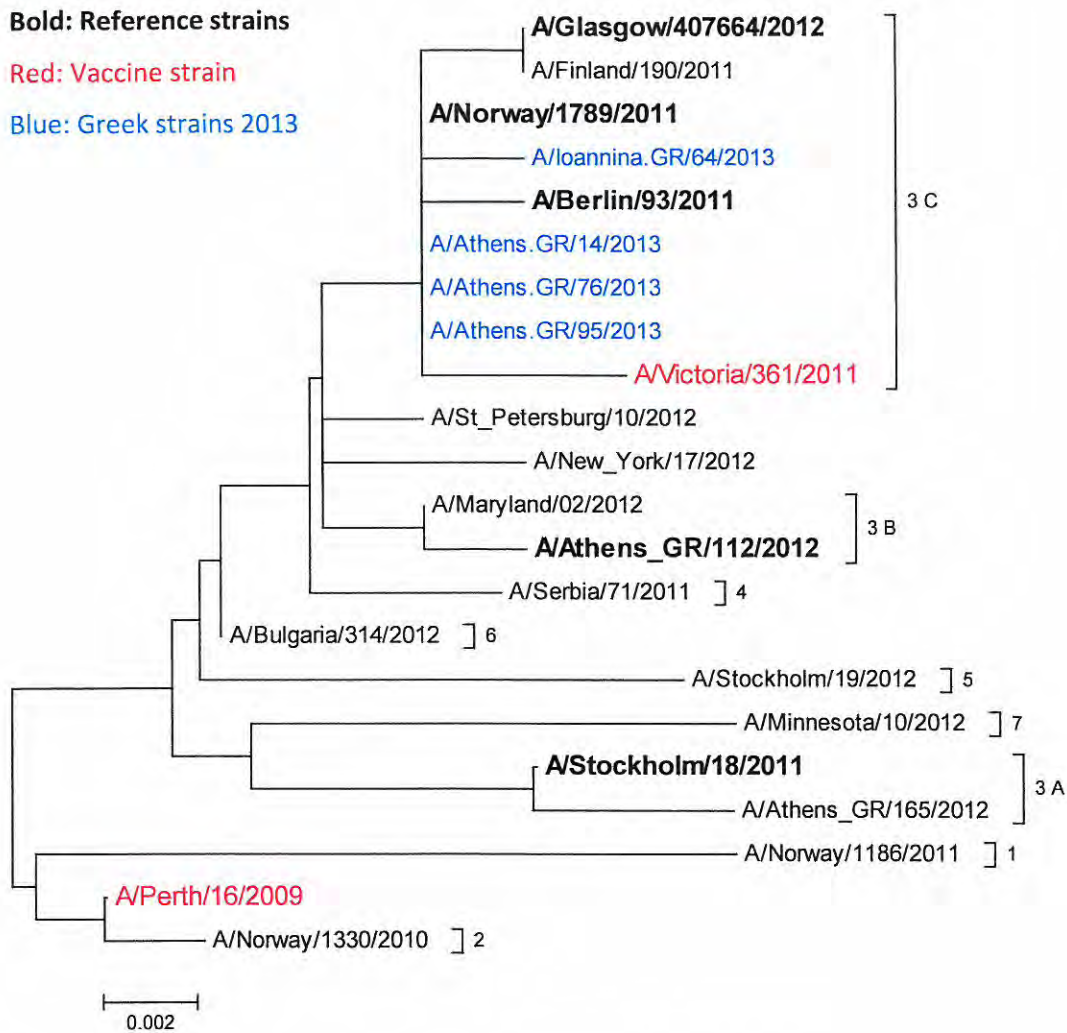 Bold: Reference strains
Red: Vaccine strain
Blue: Greek strains 2013
A/Glasgow/407664/2012
A/Finland/190/2011
A/Norway/1789/2011
A/Ioannina.GR/64/2013
A/Berlin/93/2011
3 C
A/Athens.GR/14/2013
A/Athens.GR/76/2013
A/Athens.GR/95/2013
A/Victoria/361/2011
A/St_Petersburg/10/2012
A/New_York/17/2012
A/Maryland/02/2012
3 B
A/Athens_GR/112/2012
A/Serbia/71/2011 4
A/Bulgaria/314/2012 6
A/Stockholm/19/2012 5
A/Minnesota/10/2012 7
A/Stockholm/18/2011
3 A
A/Athens_GR/165/2012
A/Norway/1186/2011 1
A/Perth/16/2009
A/Norway/1330/2010 2
0.002